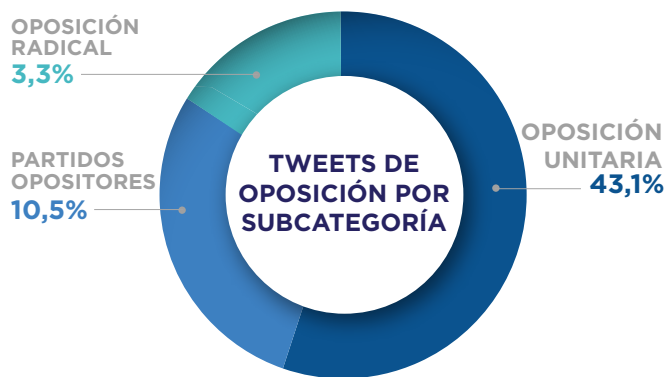 OPOSICIÓN
RADICAL
3,3%
PARTIDOS
OPOSITORES
10,5%
TWEETS DE
OPOSICIÓN POR
SUBCATEGORÍA
OPOSICIÓN
UNITARIA
43,1%